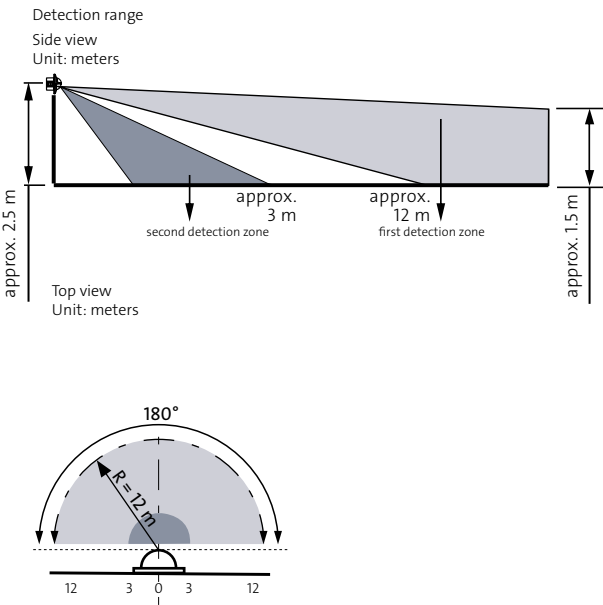 Detection range
Side view
Unit: meters
approx. 2.5 m
approx.
3 m
approx.
12 m
second detection zone
first detection zone
approx. 1.5 m
Top view
Unit: meters
180°
R = 12 m
12 3 0 3 12